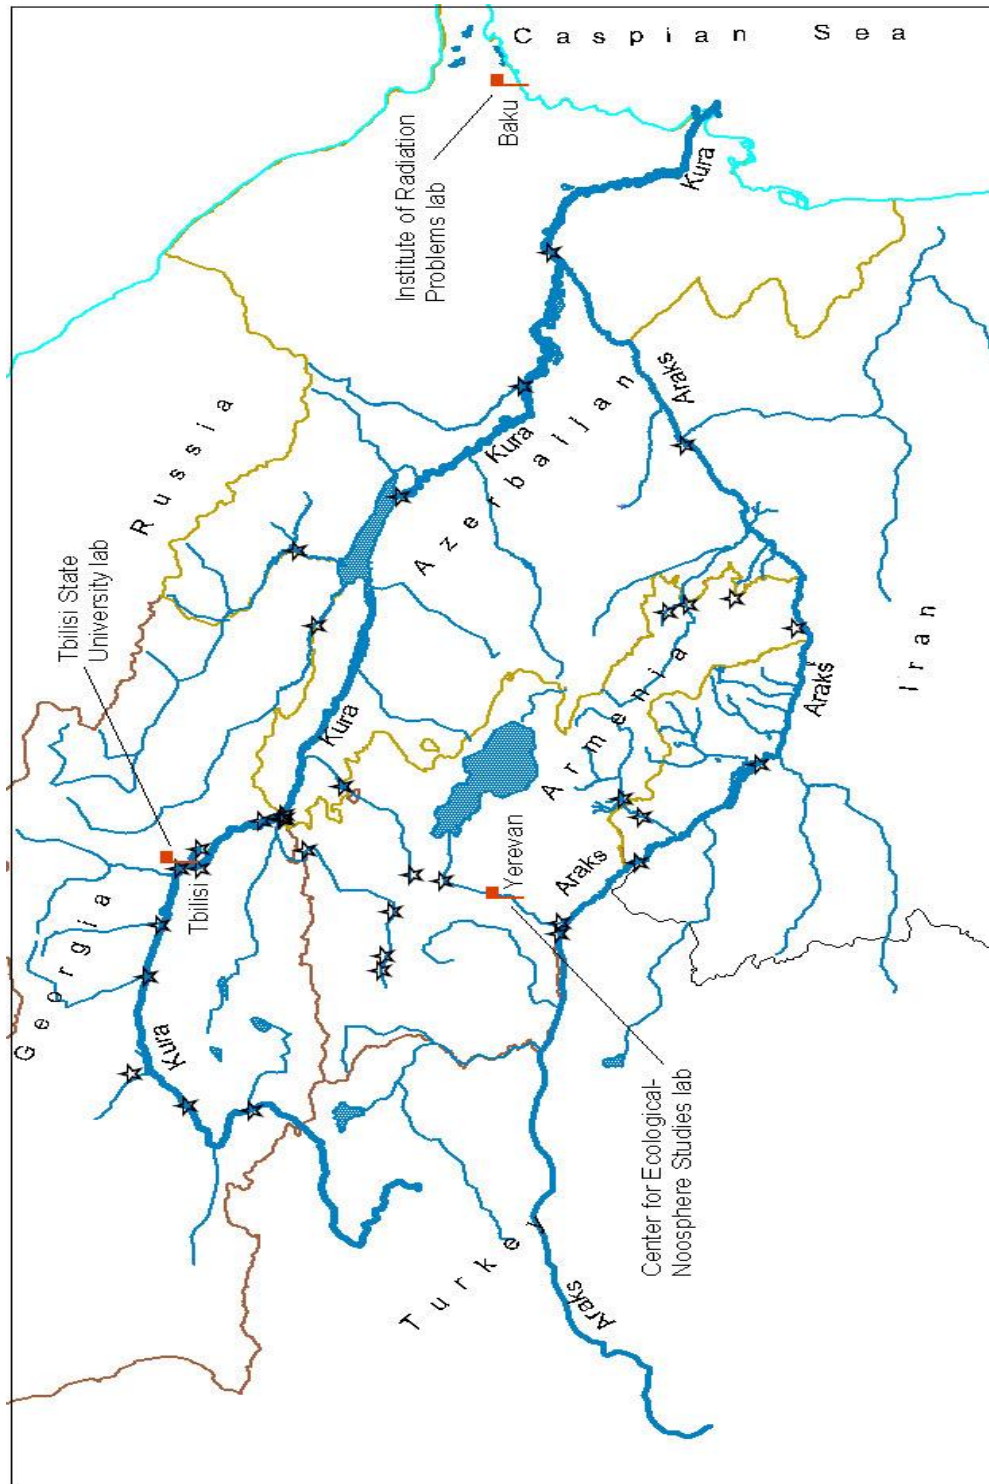 Caspian Sea
Institute of Radiation
Problems lab
Baku
Kura
Russia
Tbilisi State
University lab
Kura
Azerbaijan
Araks
Georgia
Tbilisi
Kura
Kura
Armenia
Araks
Iran
Yerevan
Araks
Center for Ecological-
Noosphere Studies lab
Turkey
Araks